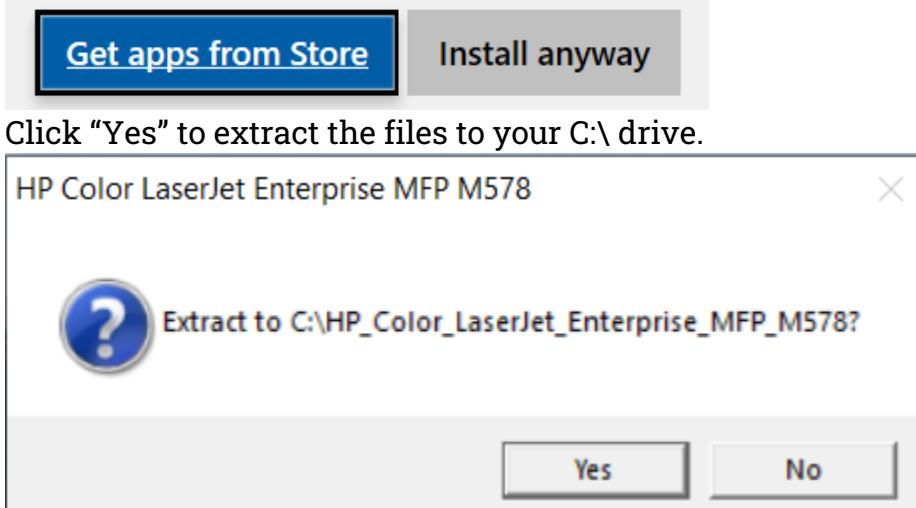 Get apps from Store Install anyway
Click “Yes” to extract the files to your C:\ drive.
HP Color LaserJet Enterprise MFP M578
Extract to C:\HP_Color_LaserJet_Enterprise_MFP_M578?
Yes No